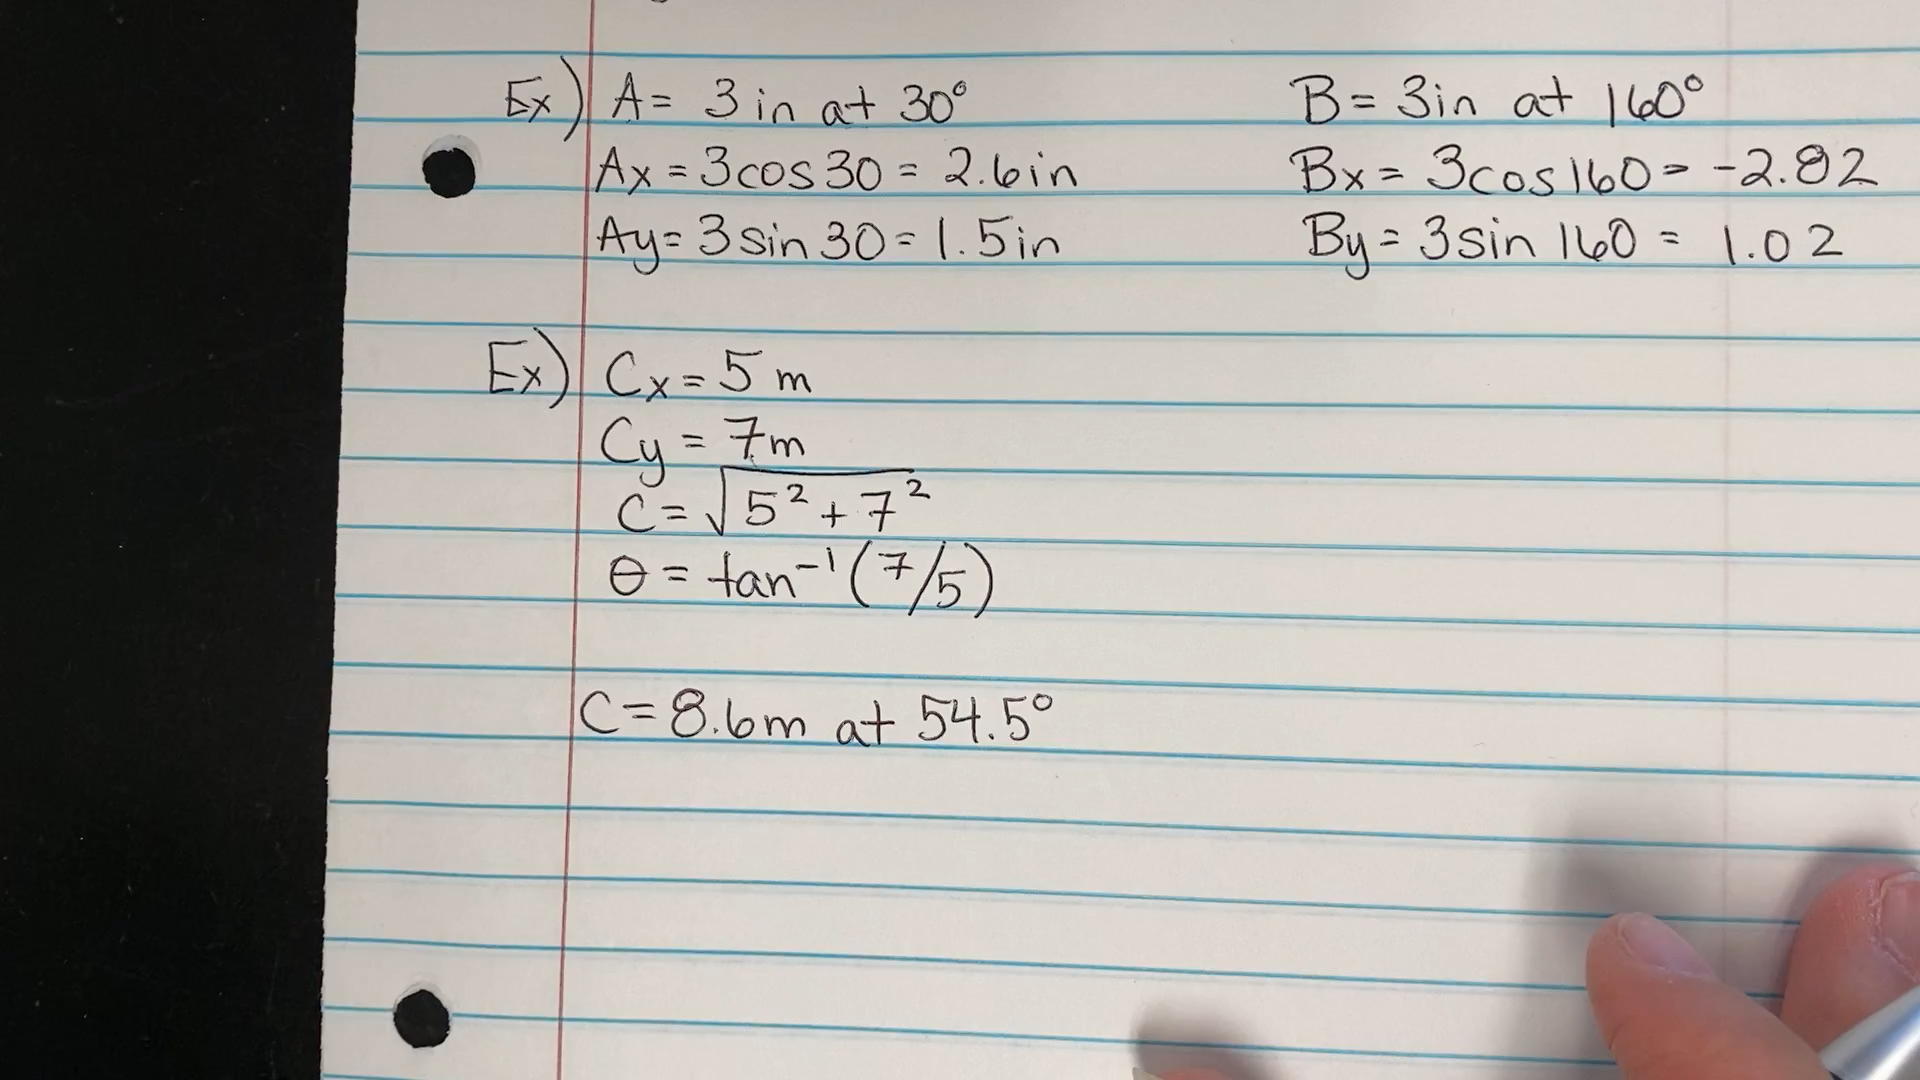 Ex) A = 3 in at 30° B = 3in at 160°
Ax = 3cos30 = 2.6in Bx = 3cos160 = -2.82
Ay = 3sin30 = 1.5in By = 3sin 160 = 1.02
Ex) Cx = 5 m
Cy = 7m
C = √5² + 7²
θ = tan⁻¹(7/5)
C = 8.6m at 54.5°